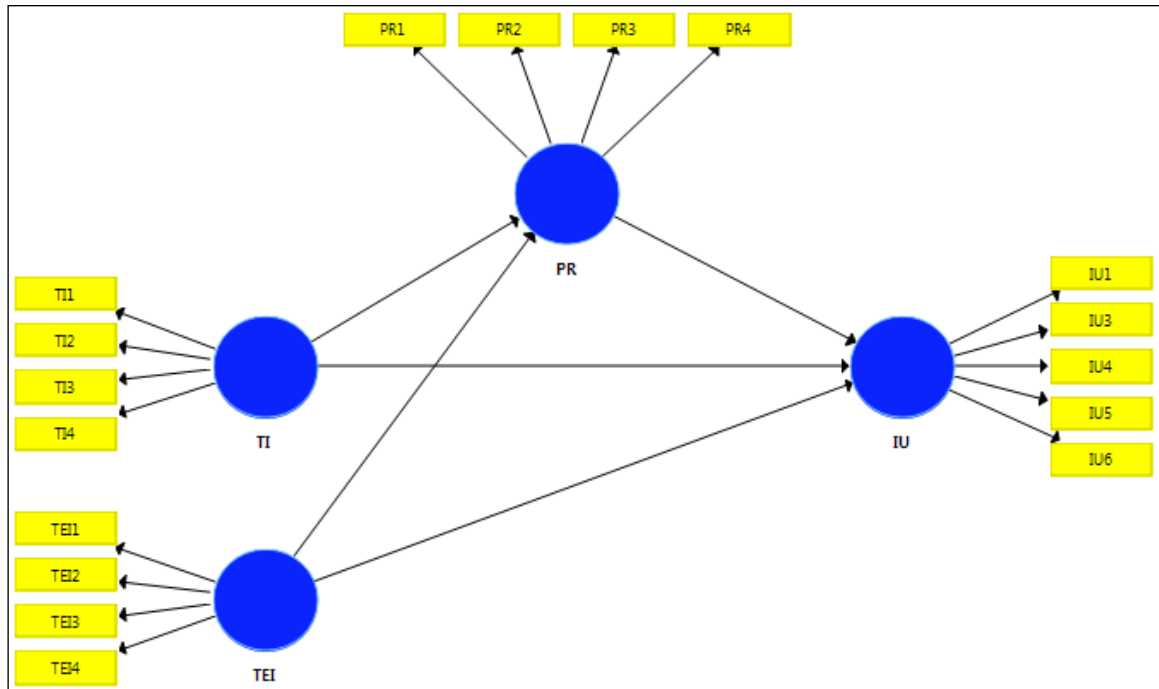 PR1 PR2 PR3 PR4
PR
TI1
TI2
TI3
TI4
TI
IU1
IU3
IU4
IU5
IU6
IU
TEI1
TEI2
TEI3
TEI4
TEI